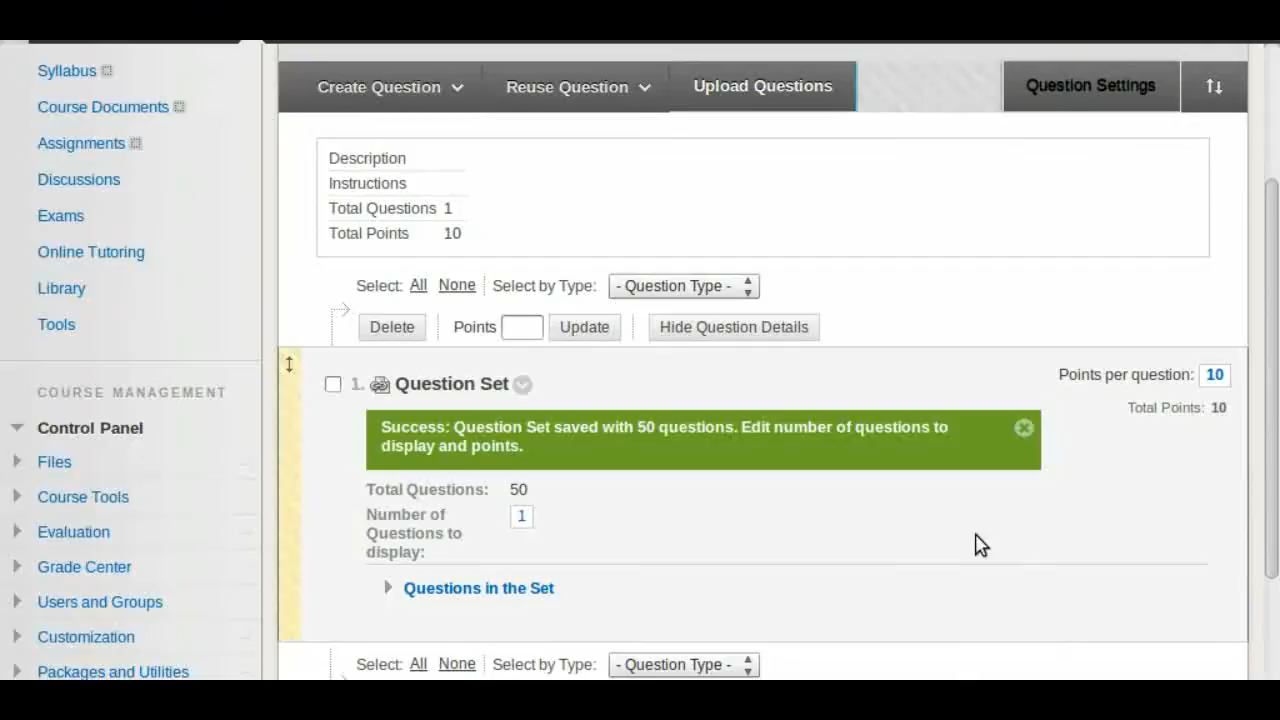 Syllabus
Course Documents
Assignments
Discussions
Exams
Online Tutoring
Library
Tools
COURSE MANAGEMENT
Control Panel
Files
Course Tools
Evaluation
Grade Center
Users and Groups
Customization
Packages and Utilities
Create Question
Reuse Question
Upload Questions
Question Settings
Description
Instructions
Total Questions 1
Total Points 10
Select: All None Select by Type: - Question Type -
Delete Points Update Hide Question Details
1. Question Set
Points per question: 10
Total Points: 10
Success: Question Set saved with 50 questions. Edit number of questions to
display and points.
Total Questions: 50
Number of 1
Questions to
display:
Questions in the Set
Select: All None Select by Type: - Question Type -